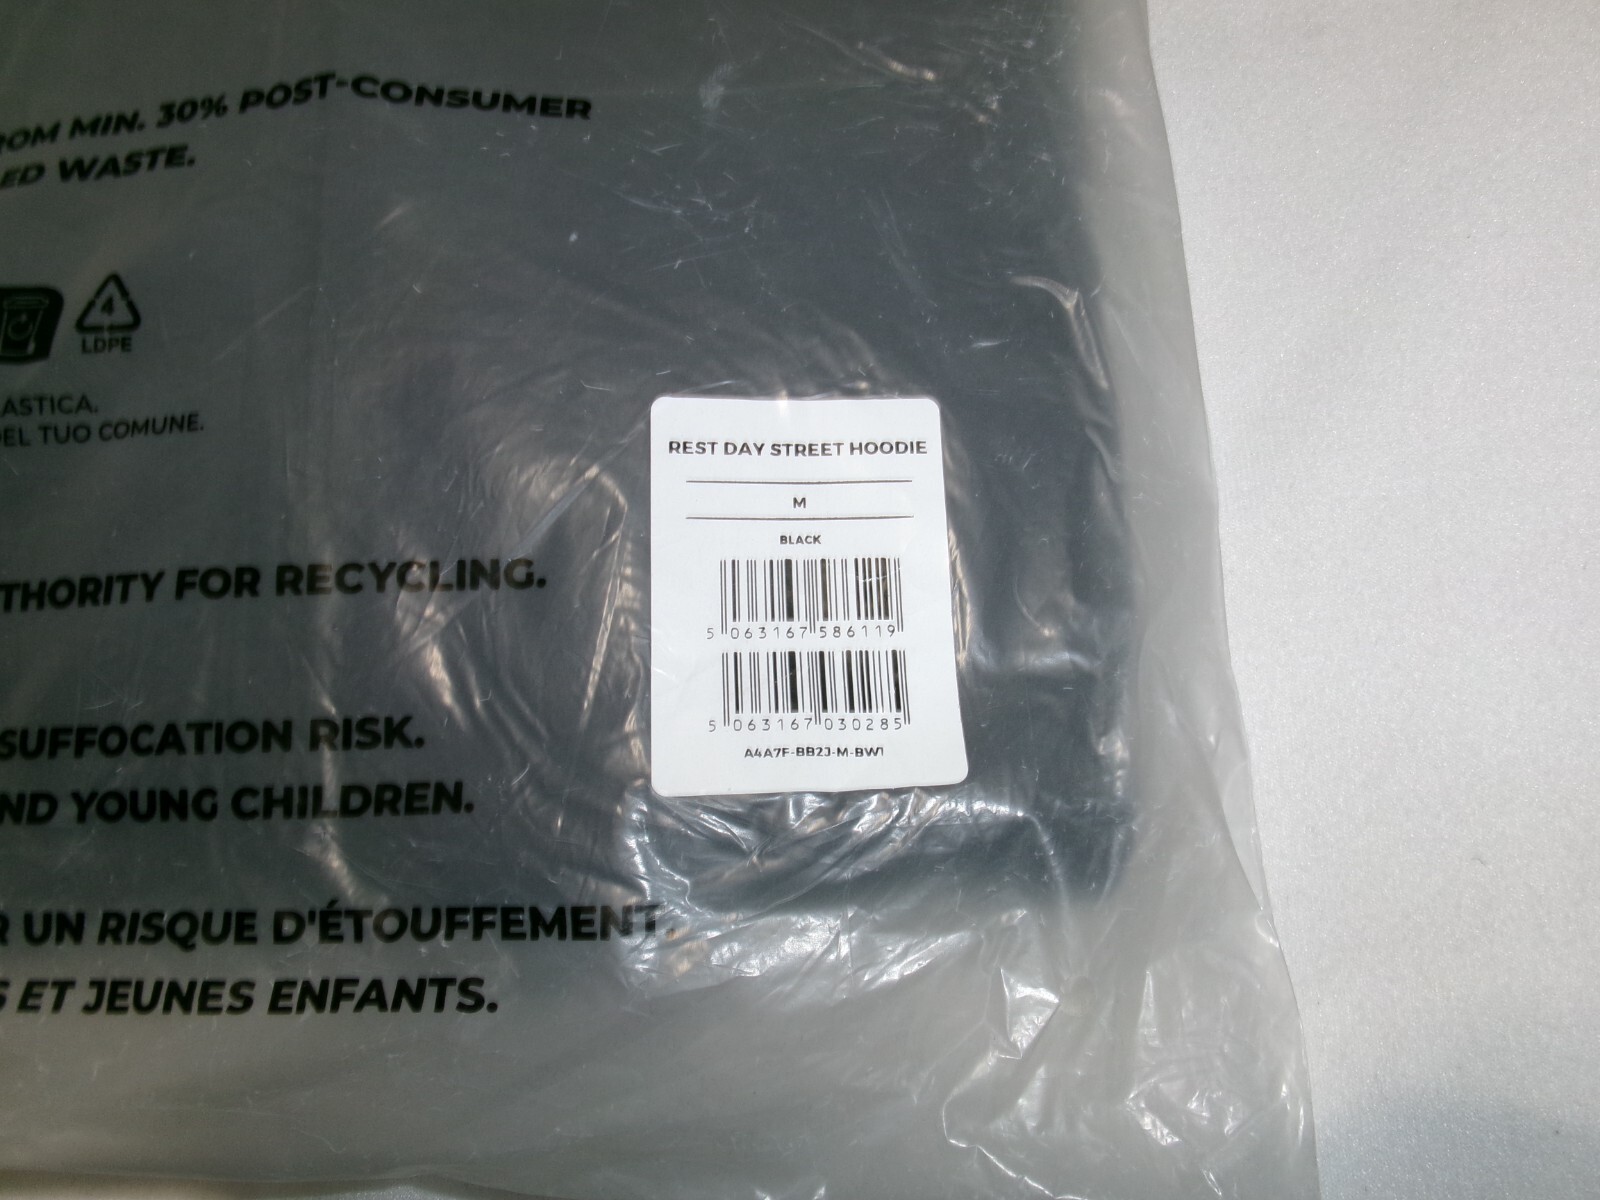 ROM MIN. 30% POST-CONSUMER
ED WASTE.
4
LDPE
ASTICA.
DEL TUO COMUNE.
THORITY FOR RECYCLING.
SUFFOCATION RISK.
ND YOUNG CHILDREN.
R UN RISQUE D'ÉTOUFFEMENT.
S ET JEUNES ENFANTS.
REST DAY STREET HOODIE
M
BLACK
5 063167 586119
5 063167 030285
A4A7F-BB2J-M-BW1